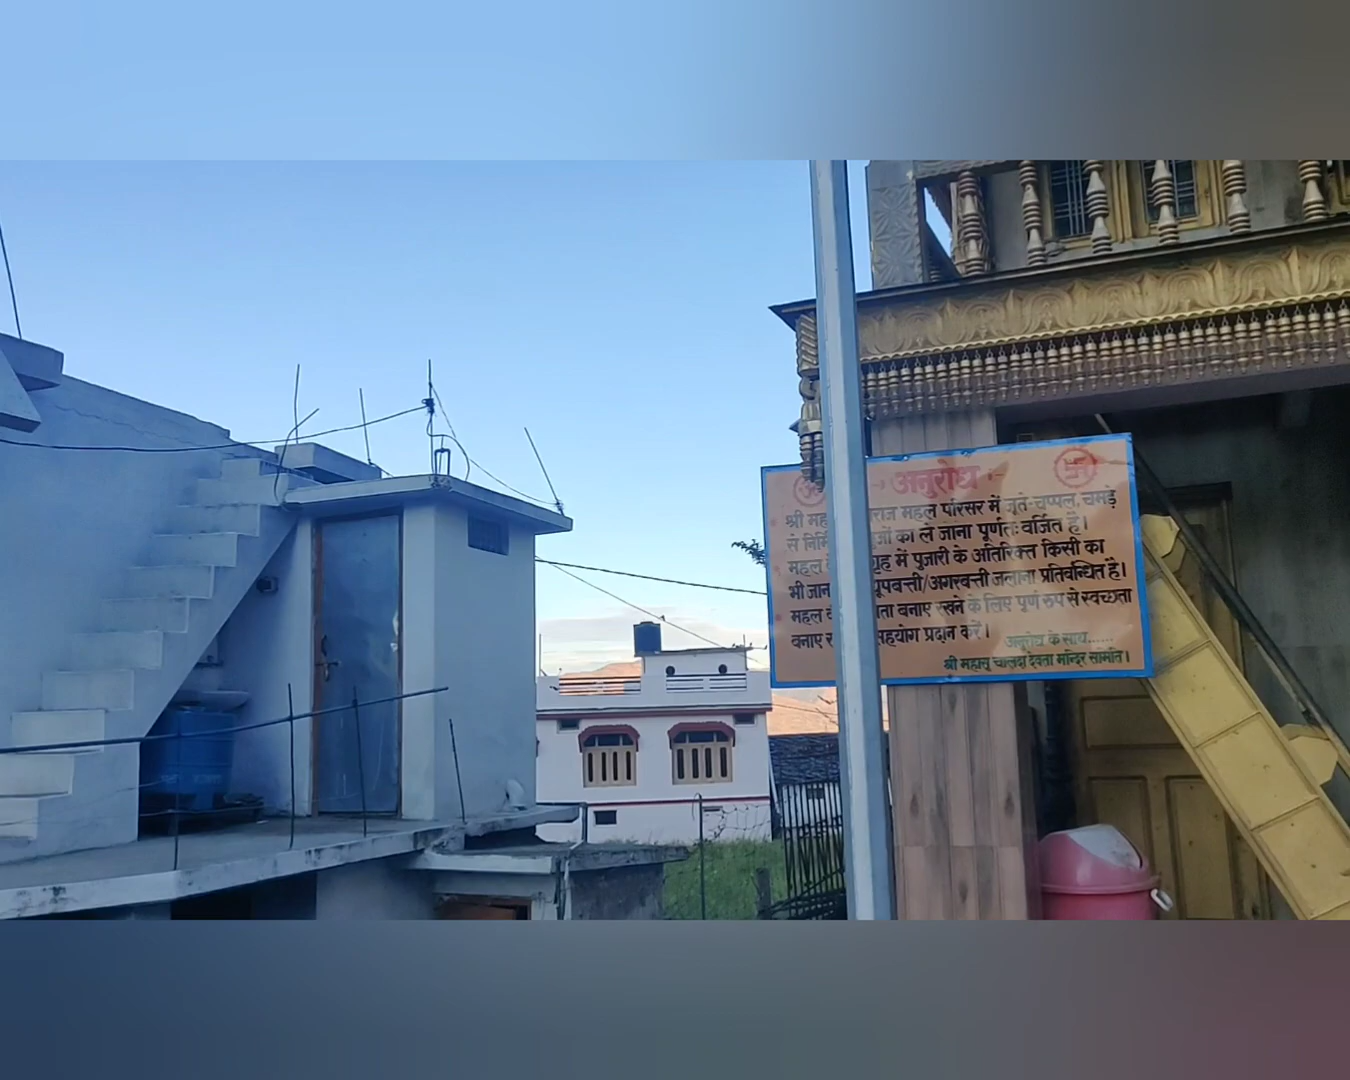 अनुरोध
श्री मह राज महल परिसर में जूते-चप्पल, चमड़े
से निर्मि जों का ले जाना पूर्णतः वर्जित है।
महल गृह में पुजारी के अतिरिक्त किसी का
भी जान धूपबत्ती/अगरबत्ती जलाना प्रतिबन्धित है।
महल ता बनाए रखने के लिए पूर्ण रूप से स्वच्छता
बनाए र सहयोग प्रदान करें।
अनुरोध के साथ......
श्री महासू चालदा देवता मन्दिर समिति।